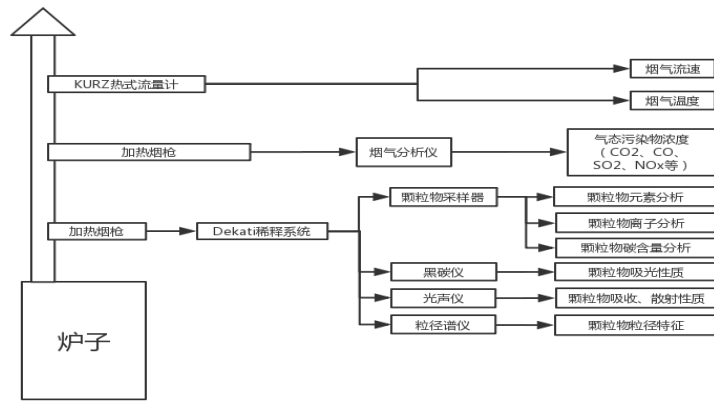 KURZ热式流量计
烟气流速
烟气温度
加热烟枪
烟气分析仪
气态污染物浓度
（CO2、CO、
SO2、NOx等）
加热烟枪
Dekati稀释系统
颗粒物采样器
颗粒物元素分析
颗粒物离子分析
颗粒物碳含量分析
黑碳仪
颗粒物吸光性质
光声仪
颗粒物吸收、散射性质
粒径谱仪
颗粒物粒径特征
炉子